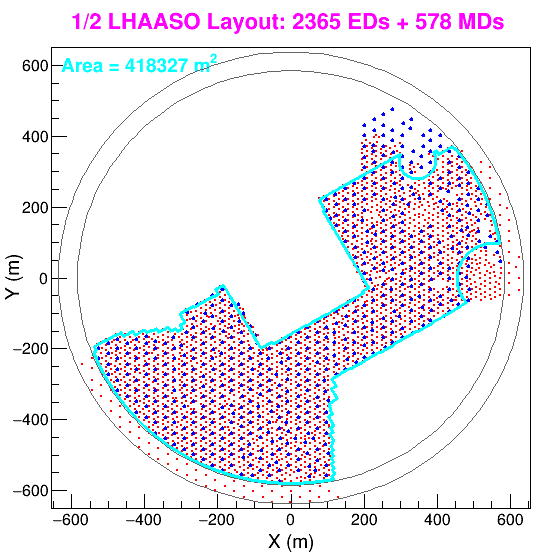 1/2 LHAASO Layout: 2365 EDs + 578 MDs
Area = 418327 m²
600
400
200
0
−200
−400
−600
Y (m)
−600 −400 −200 0 200 400 600
X (m)